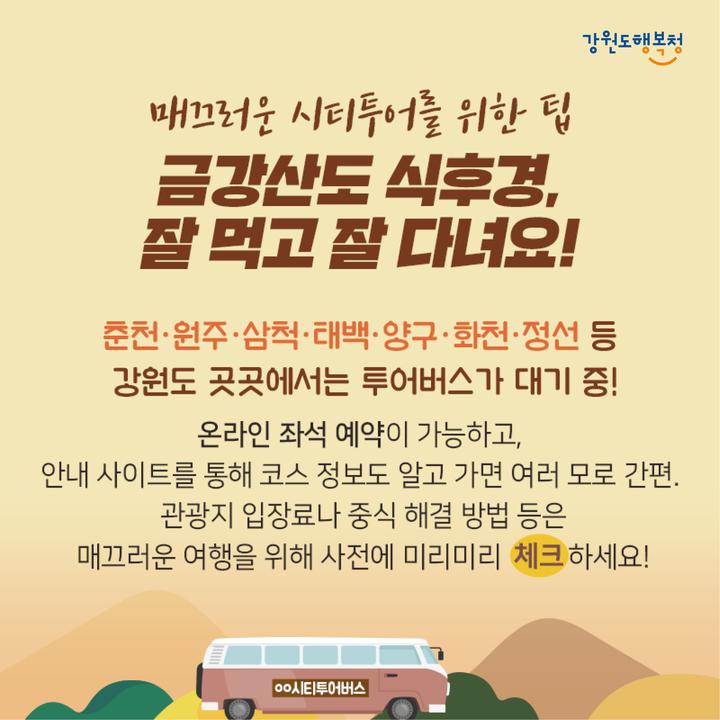 강원도행복청
매끄러운 시티투어를 위한 팁
금강산도 식후경,
잘 먹고 잘 다녀요!
춘천·원주·삼척·태백·양구·화천·정선 등
강원도 곳곳에서는 투어버스가 대기 중!
온라인 좌석 예약이 가능하고,
안내 사이트를 통해 코스 정보도 알고 가면 여러 모로 간편.
관광지 입장료나 중식 해결 방법 등은
매끄러운 여행을 위해 사전에 미리미리 체크하세요!
oo시티투어버스